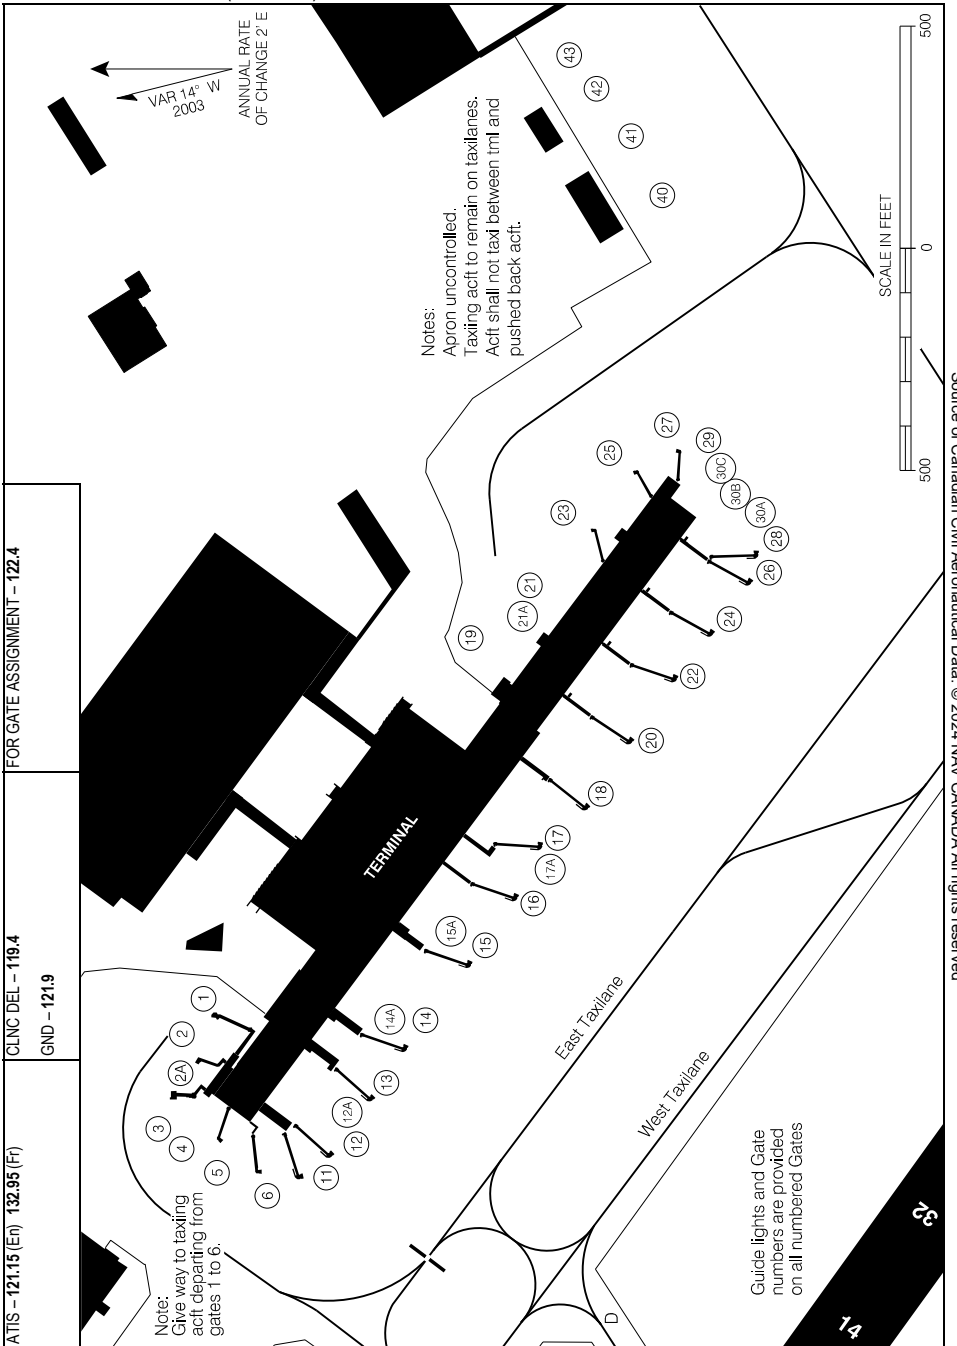 ATIS – 121.15 (En) 132.95 (Fr)
CLNC DEL – 119.4
GND – 121.9
FOR GATE ASSIGNMENT – 122.4
VAR 14° W
2003
ANNUAL RATE
OF CHANGE 2' E
Notes:
Apron uncontrolled.
Taxiing acft to remain on taxilanes.
Acft shall not taxi between tml and
pushed back acft.
43
42
41
40
500
0
500
SCALE IN FEET
TERMINAL
1
2
2A
3
4
5
6
11
12
12A
13
14
14A
15
15A
16
17A
17
18
19
20
21A
21
22
23
24
25
26
27
28
29
30C
30B
30A
East Taxilane
West Taxilane
Note:
Give way to taxiing
acft departing from
gates 1 to 6.
Guide lights and Gate
numbers are provided
on all numbered Gates
D
14
32
Source of Canadian Civil Aeronautical Data: © 2024 NAV CANADA All rights reserved